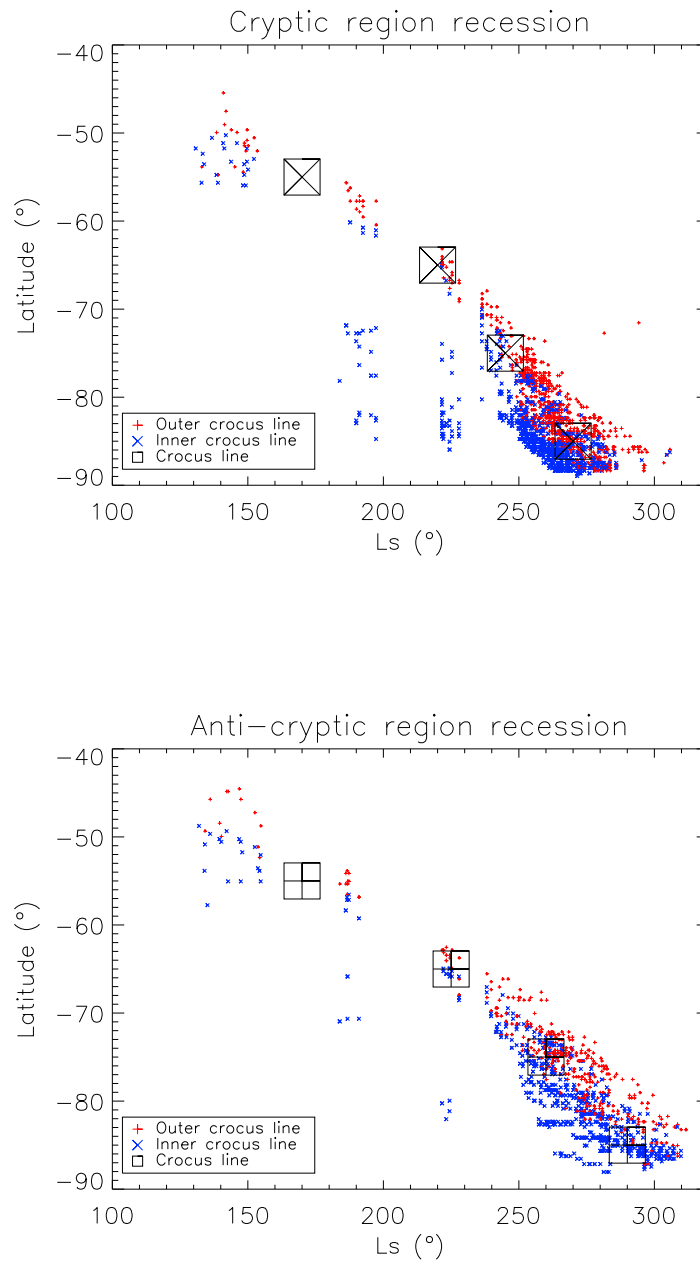 Cryptic region recession
−40
−50
−60
−70
−80
−90
Latitude (°)
Outer crocus line
Inner crocus line
Crocus line
100 150 200 250 300
Ls (°)
Anti−cryptic region recession
−40
−50
−60
−70
−80
−90
Latitude (°)
Outer crocus line
Inner crocus line
Crocus line
100 150 200 250 300
Ls (°)